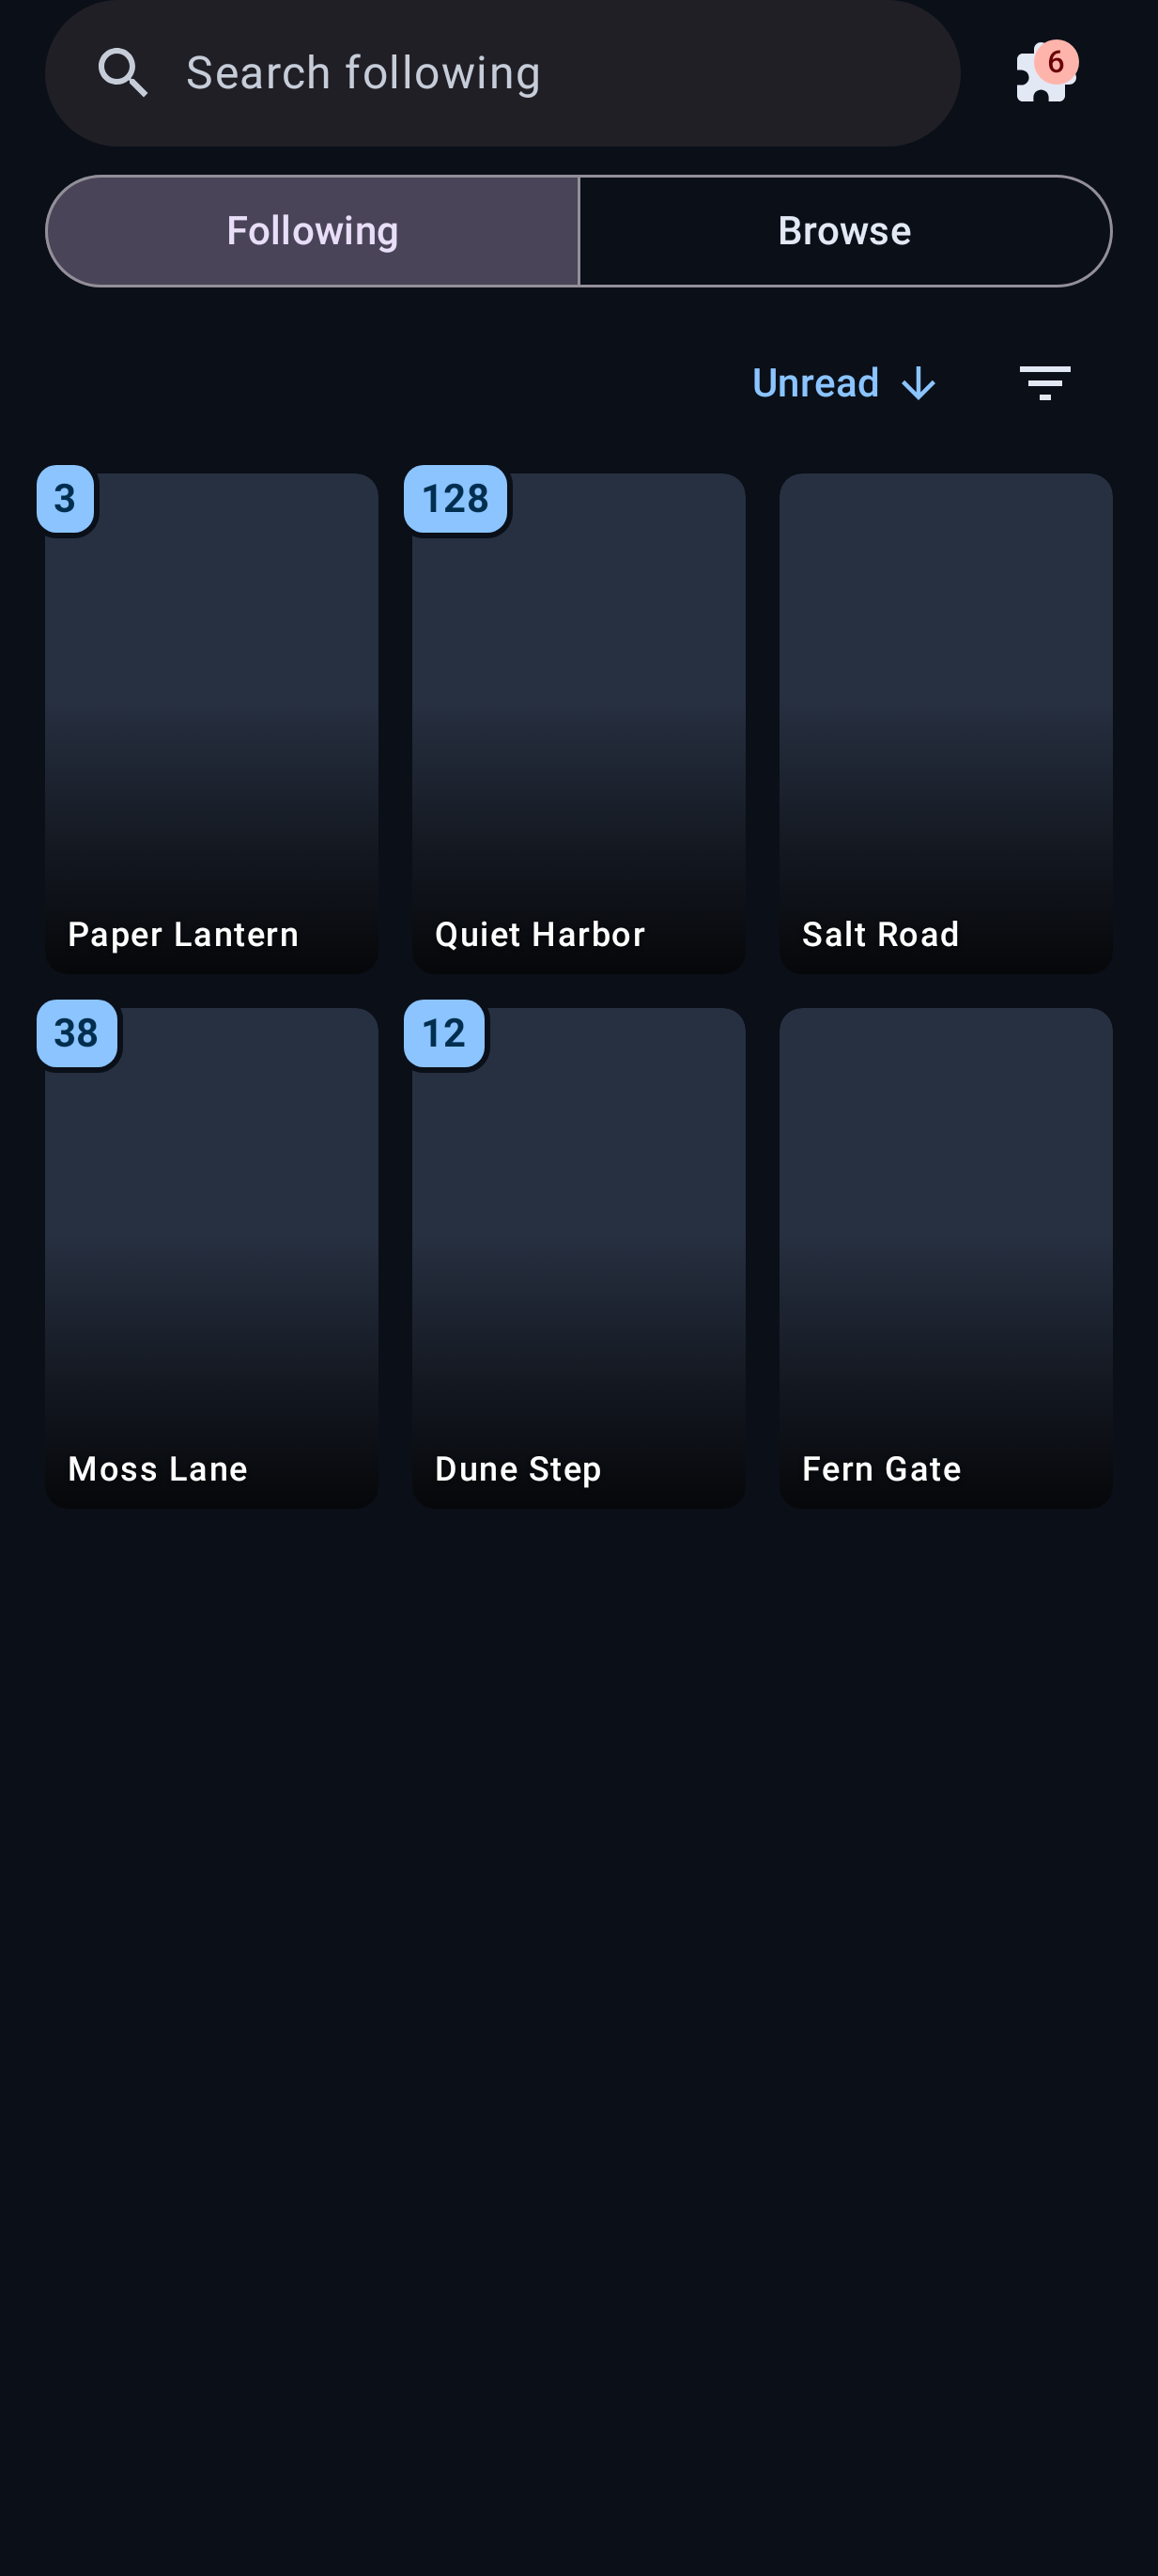 Search following
6
Following
Browse
Unread
3
128
Paper Lantern
Quiet Harbor
Salt Road
38
12
Moss Lane
Dune Step
Fern Gate